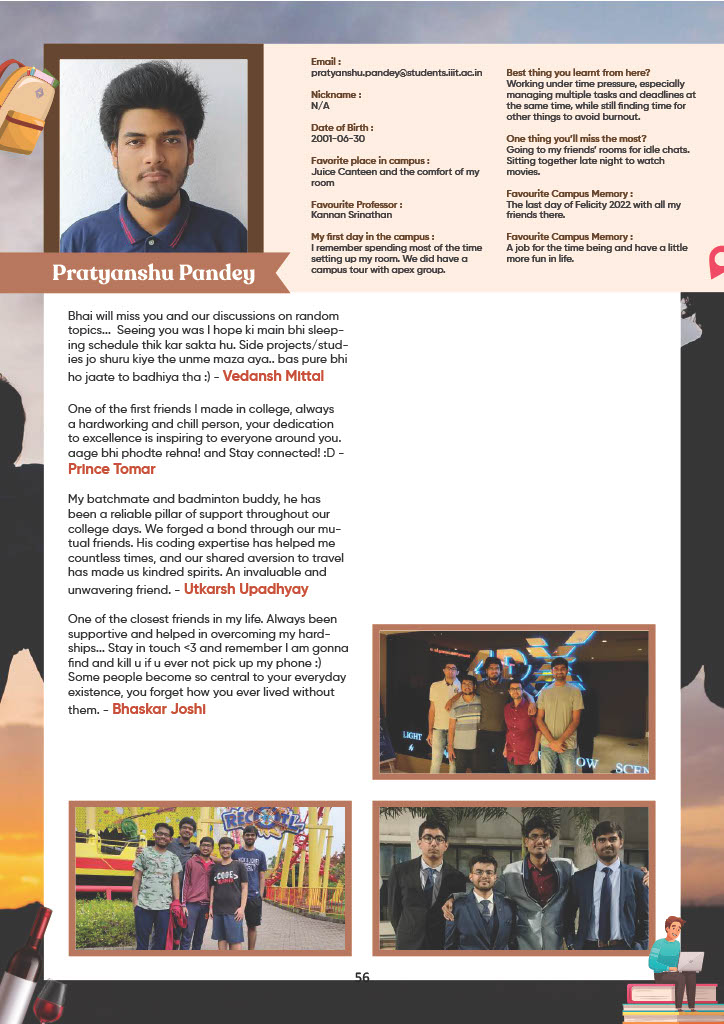 Email :
pratyanshu.pandey@students.iiit.ac.in
Nickname :
N/A
Date of Birth :
2001-06-30
Favorite place in campus :
Juice Canteen and the comfort of my
room
Favourite Professor :
Kannan Srinathan
My first day in the campus :
I remember spending most of the time
setting up my room. We did have a
campus tour with apex group.
Best thing you learnt from here?
Working under time pressure, especially
managing multiple tasks and deadlines at
the same time, while still finding time for
other things to avoid burnout.
One thing you'll miss the most?
Going to my friends' rooms for idle chats.
Sitting together late night to watch
movies.
Favourite Campus Memory :
The last day of Felicity 2022 with all my
friends there.
Favourite Campus Memory :
A job for the time being and have a little
more fun in life.
Pratyanshu Pandey
Bhai will miss you and our discussions on random
topics... Seeing you was I hope ki main bhi sleep-
ing schedule thik kar sakta hu. Side projects/stud-
ies jo shuru kiye the unme maza aya.. bas pure bhi
ho jaate to badhiya tha :) - Vedansh Mittal
One of the first friends I made in college, always
a hardworking and chill person, your dedication
to excellence is inspiring to everyone around you.
aage bhi phodte rehna! and Stay connected! :D -
Prince Tomar
My batchmate and badminton buddy, he has
been a reliable pillar of support throughout our
college days. We forged a bond through our mu-
tual friends. His coding expertise has helped me
countless times, and our shared aversion to travel
has made us kindred spirits. An invaluable and
unwavering friend. - Utkarsh Upadhyay
One of the closest friends in my life. Always been
supportive and helped in overcoming my hard-
ships... Stay in touch <3 and remember I am gonna
find and kill u if u ever not pick up my phone :)
Some people become so central to your everyday
existence, you forget how you ever lived without
them. - Bhaskar Joshi
LIGHT
OW SCEN
CODE
56